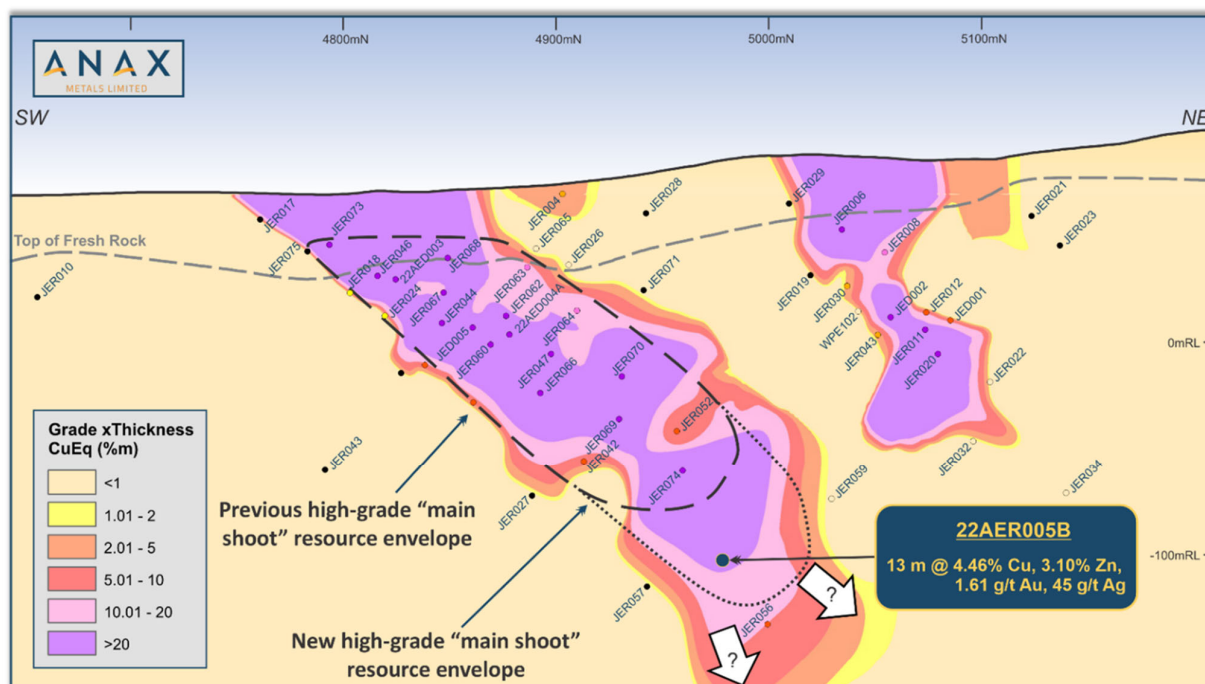 4800mN
4900mN
5000mN
5100mN
ANAX
METALS LIMITED
SW
NE
JER004
JER028
JER029
JER006
JER021
JER017
JER073
JER065
JER008
JER023
Top of Fresh Rock
JER075
JER018
JER046
22AED003
JER068
JER026
JER010
JER024
JER067
JER044
JER063
JER062
22AED004A
JER071
JER019
JER030
JED002
JER012
JED001
JER064
WPE102
JER043
JER011
0mRL
JED005
JER060
JER047
JER066
JER070
JER020
JER022
Grade xThickness
CuEq (%m)
<1
1.01 - 2
2.01 - 5
5.01 - 10
10.01 - 20
>20
JER052
JER069
JER042
JER032
JER043
JER074
JER059
JER034
JER027
Previous high-grade “main
shoot” resource envelope
22AER005B
13 m @ 4.46% Cu, 3.10% Zn,
1.61 g/t Au, 45 g/t Ag
-100mRL
JER057
JER056
?
?
New high-grade “main shoot”
resource envelope